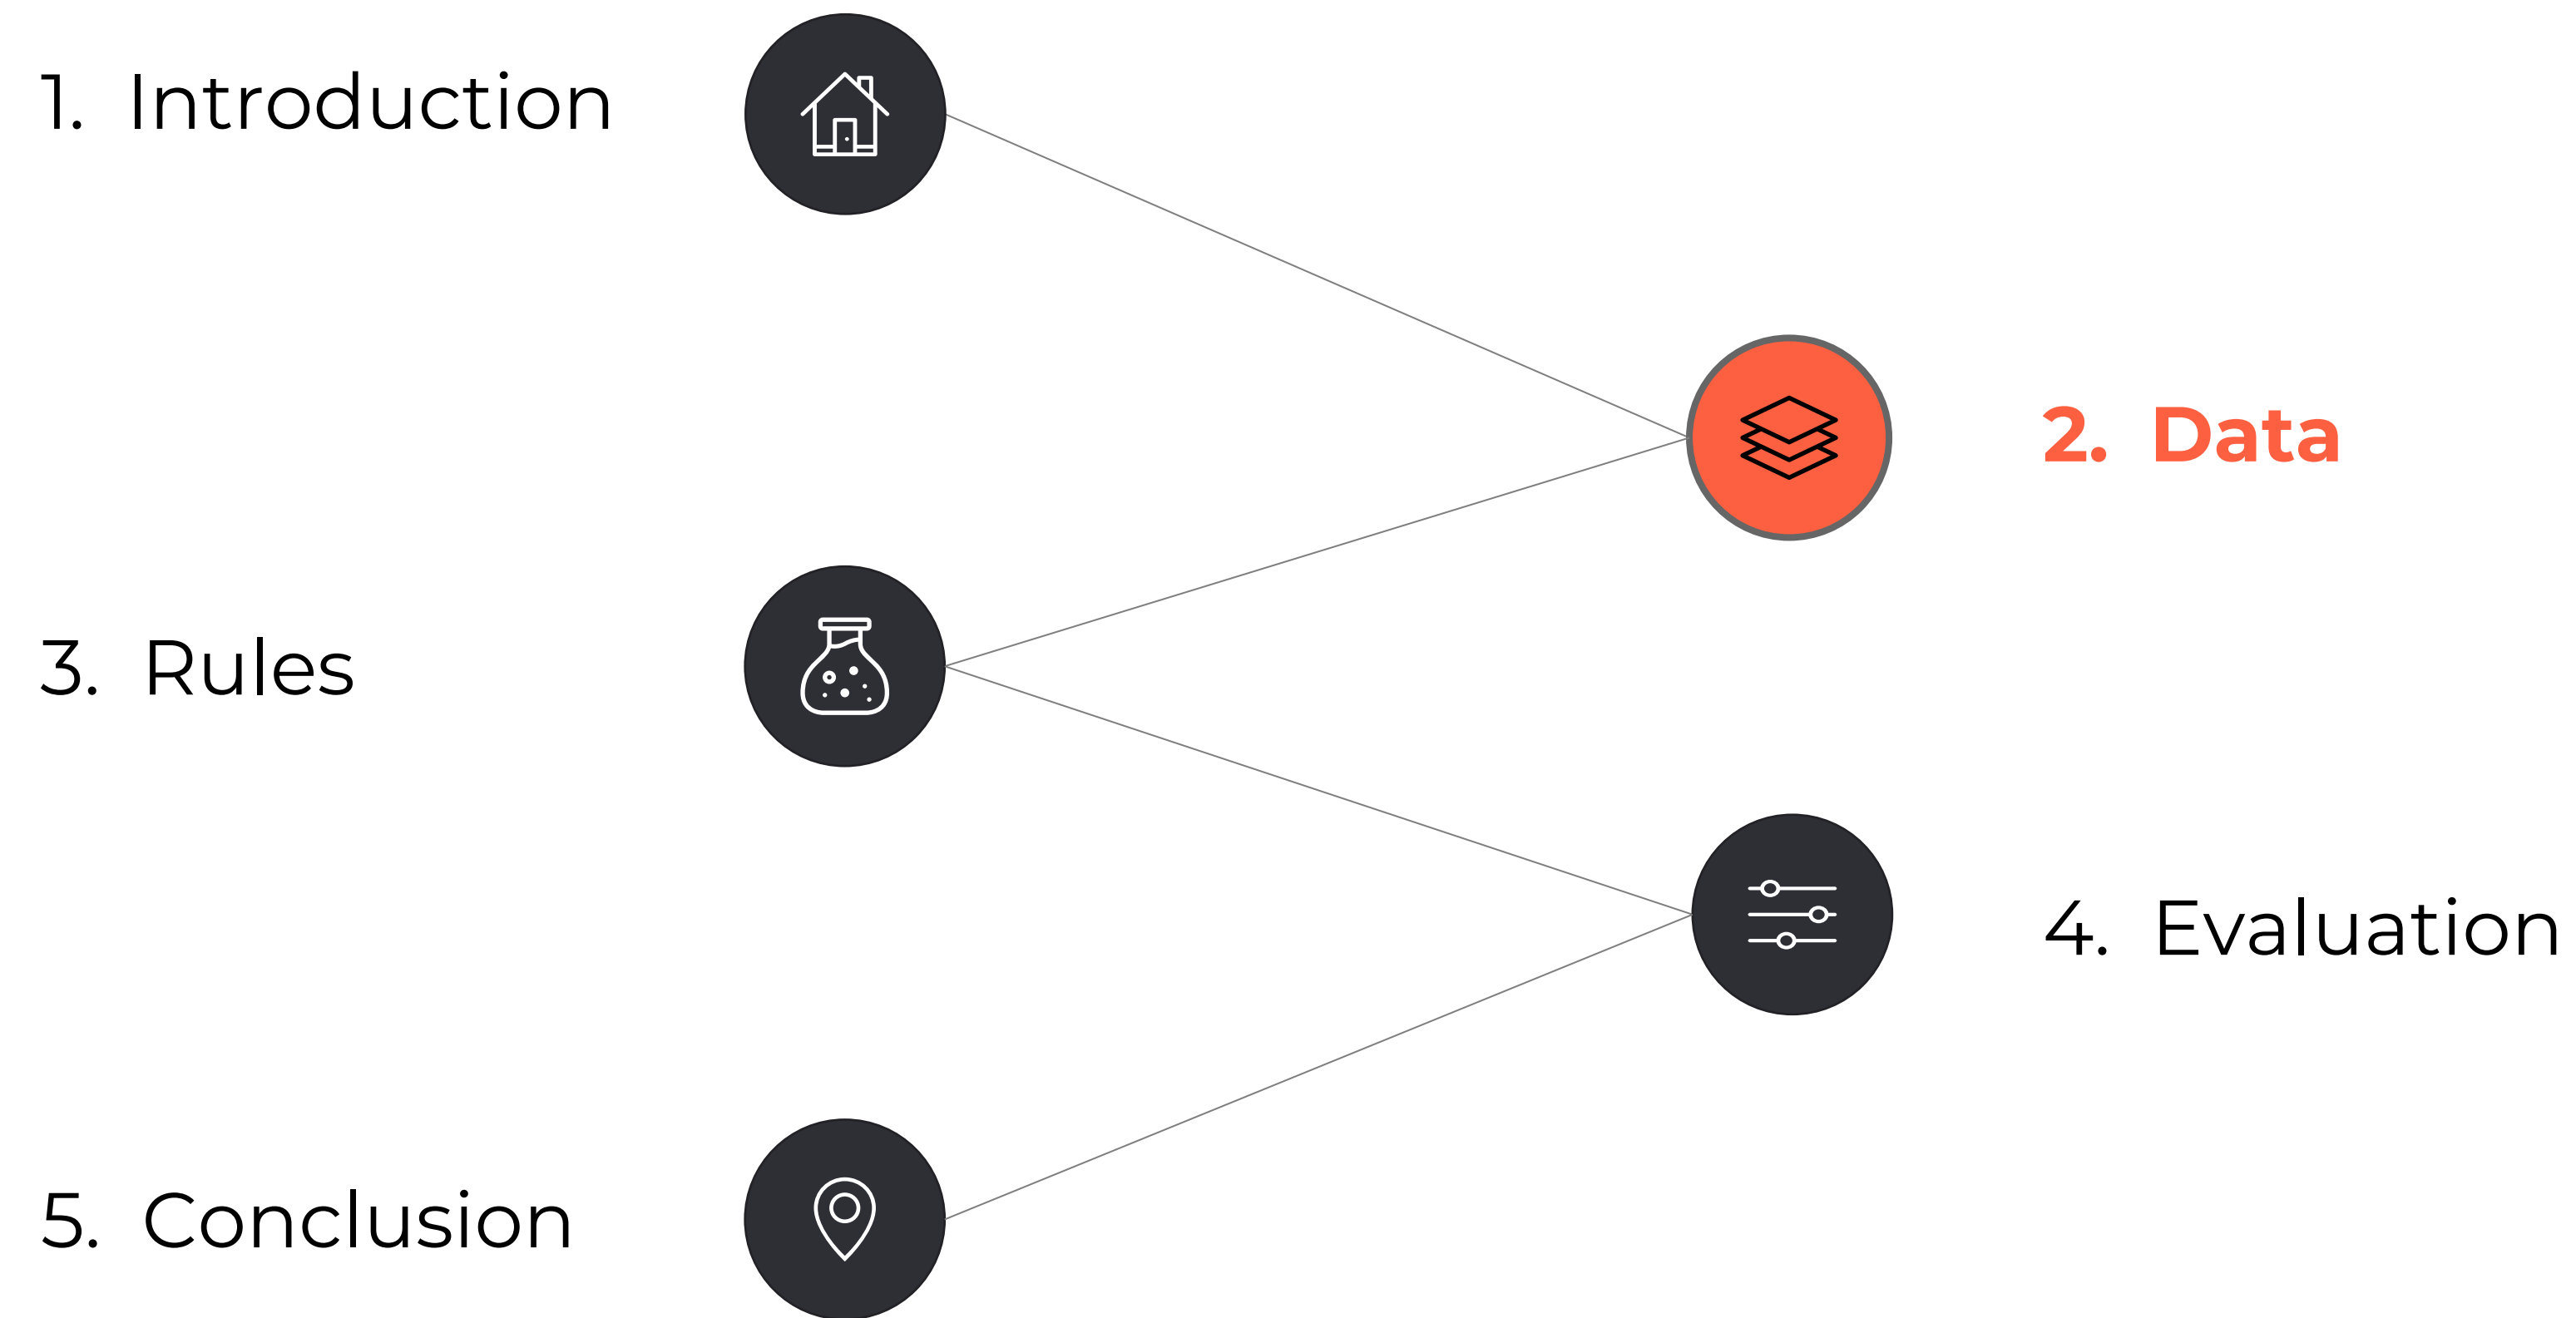 1. Introduction
2. Data
3. Rules
4. Evaluation
5. Conclusion